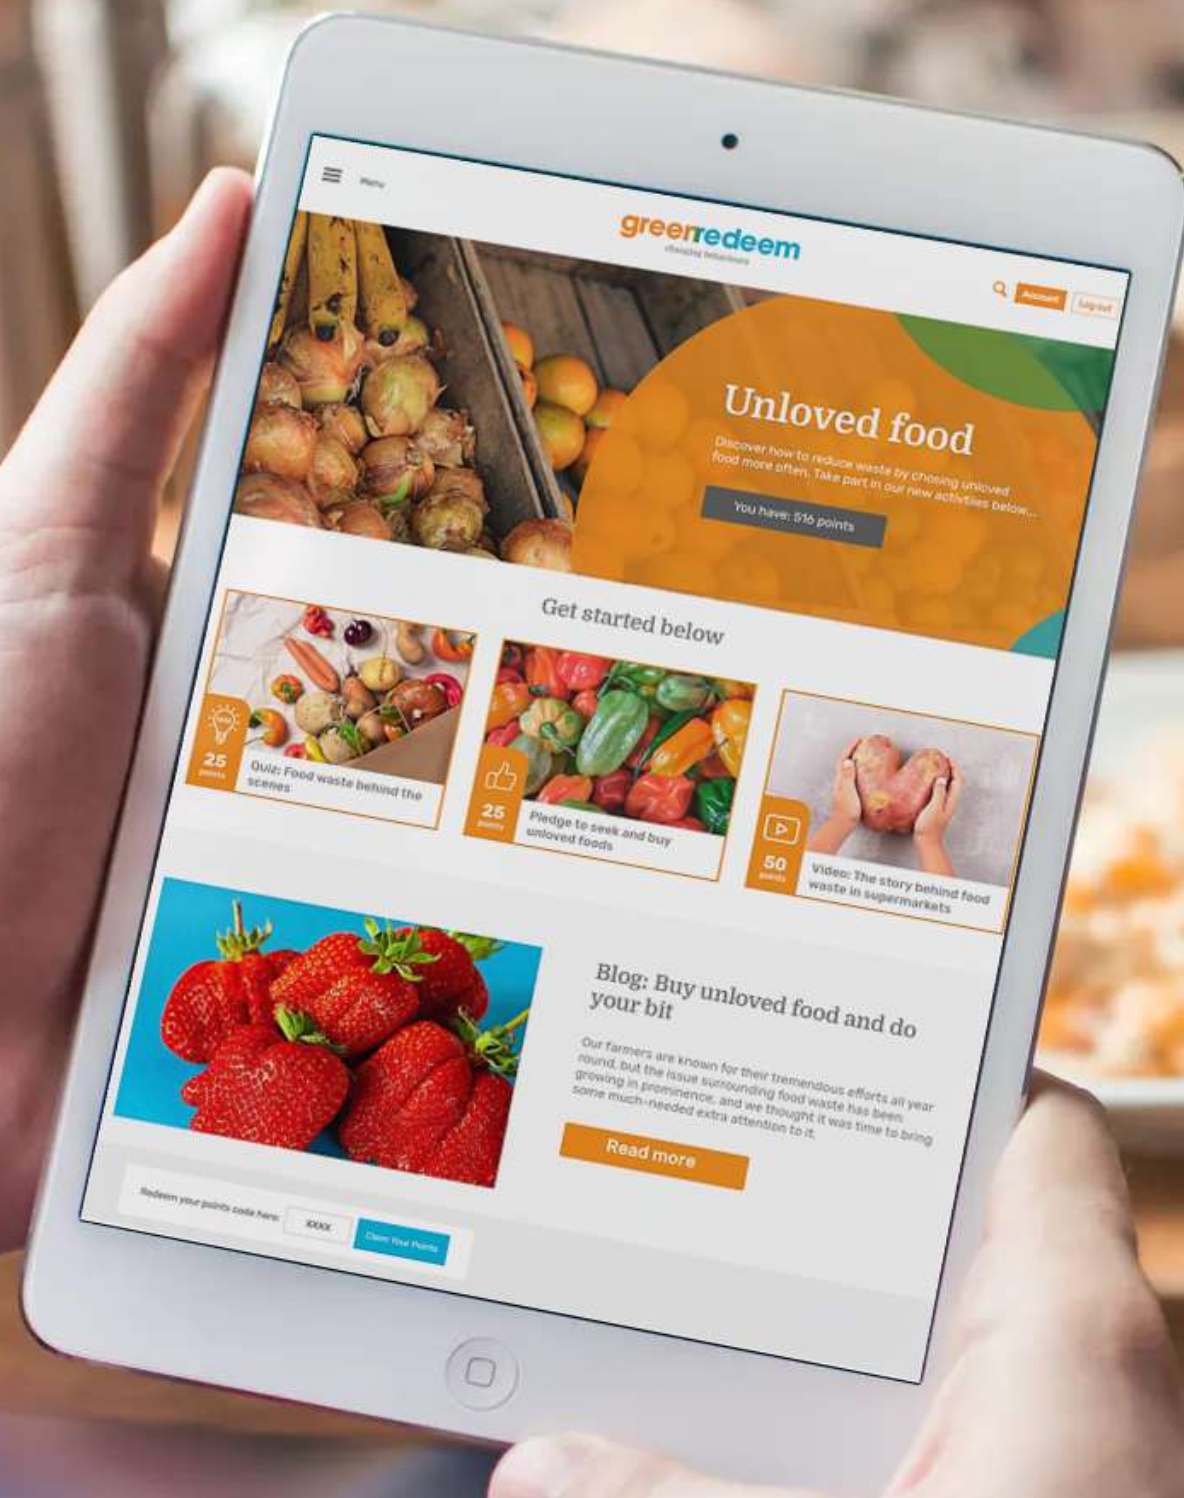 Menu
greenredeem
changing behaviours
Account
Logout
Unloved food
Discover how to reduce waste by chosing unloved
food more often. Take part in our new activities below...
You have: 516 points
Get started below
25
points
Quiz: Food waste behind the
scenes
25
points
Pledge to seek and buy
unloved foods
50
points
Video: The story behind food
waste in supermarkets
Blog: Buy unloved food and do
your bit
Our farmers are known for their tremendous efforts all year
round, but the issue surrounding food waste has been
growing in prominence, and we thought it was time to bring
some much-needed extra attention to it.
Read more
Redeem your points code here:
XXXX
Claim Your Points